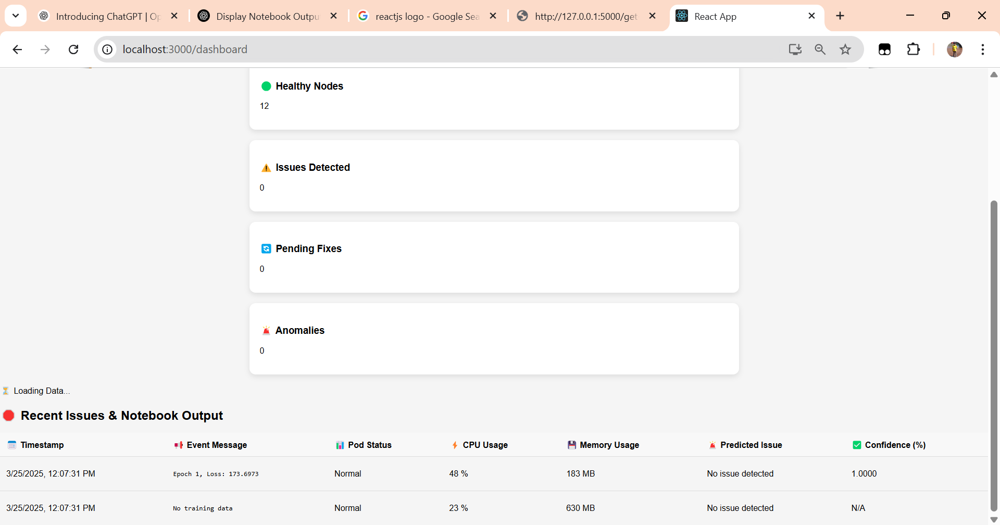 Introducing ChatGPT | Op
Display Notebook Outpu
reactjs logo - Google Sea
http://127.0.0.1:5000/get-
React App
localhost:3000/dashboard
Healthy Nodes
12
Issues Detected
0
Pending Fixes
0
Anomalies
0
Loading Data...
Recent Issues & Notebook Output
Timestamp Event Message Pod Status CPU Usage Memory Usage Predicted Issue Confidence (%)
3/25/2025, 12:07:31 PM Epoch 1, Loss: 173.6973 Normal 48 % 183 MB No issue detected 1.0000
3/25/2025, 12:07:31 PM No training data Normal 23 % 630 MB No issue detected N/A